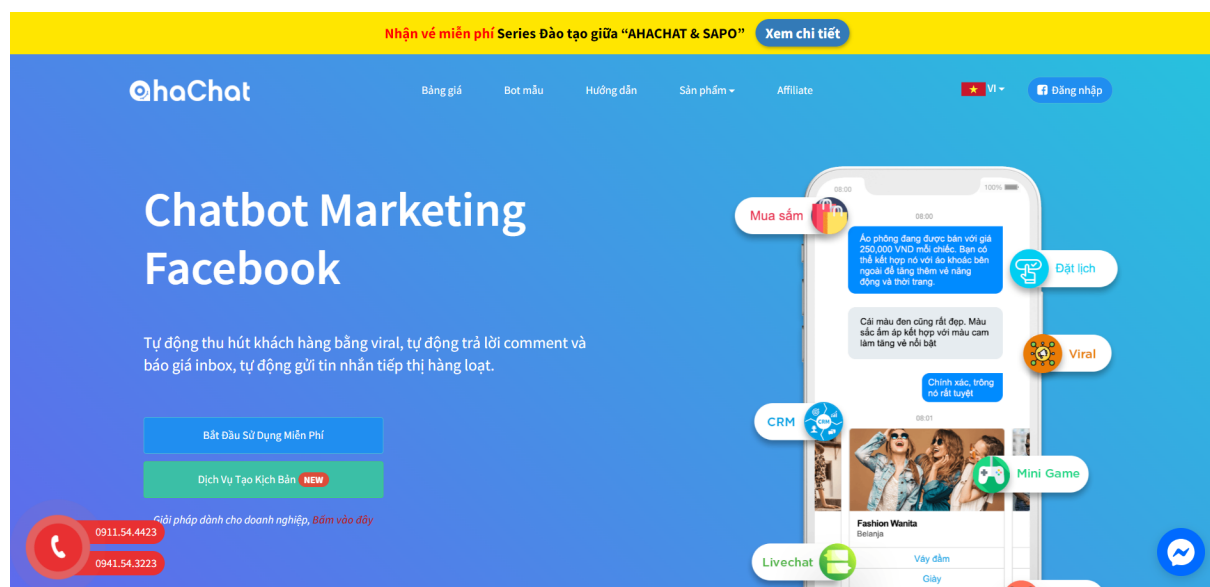 Nhận vé miễn phí Series Đào tạo giữa “AHACHAT & SAPO” Xem chi tiết
AhaChat Bảng giá Bot mẫu Hướng dẫn Sản phẩm Affiliate VI Đăng nhập
Chatbot Marketing
Facebook
Tự động thu hút khách hàng bằng viral, tự động trả lời comment và
báo giá inbox, tự động gửi tin nhắn tiếp thị hàng loạt.
Bắt Đầu Sử Dụng Miễn Phí
Dịch Vụ Tạo Kịch Bản NEW
Giải pháp dành cho doanh nghiệp, Bấm vào đây
0911.54.4423
0941.54.3223
08:00 100%
Mua sắm
08:00
Áo phông đang được bán với giá
250,000 VND mỗi chiếc. Bạn có
thể kết hợp nó với áo khoác bên
ngoài để tăng thêm vẻ năng
động và thời trang.
Đặt lịch
Cái màu đen cũng rất đẹp. Màu
sắc ấm áp kết hợp với màu cam
làm tăng vẻ nổi bật
Viral
Chính xác, trông
nó rất tuyệt
08:01
CRM
CRM
Mini Game
Fashion Wanita
Belanja
Livechat
Váy đầm
Giày